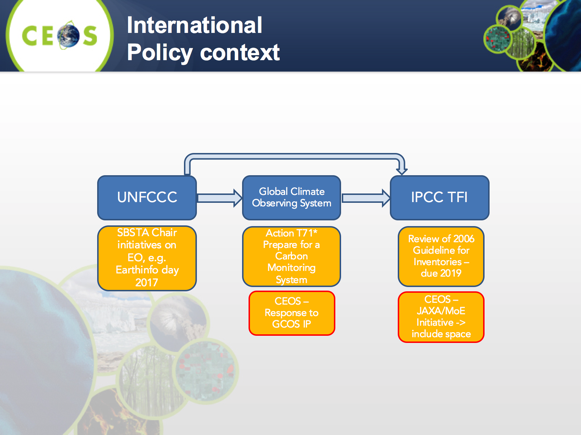 CEOS
International
Policy context
UNFCCC
Global Climate
Observing System
IPCC TFI
SBSTA Chair
initiatives on
EO, e.g.
Earthinfo day
2017
Action T71*
Prepare for a
Carbon
Monitoring
System
Review of 2006
Guideline for
Inventories –
due 2019
CEOS –
Response to
GCOS IP
CEOS –
JAXA/MoE
Initiative ->
include space